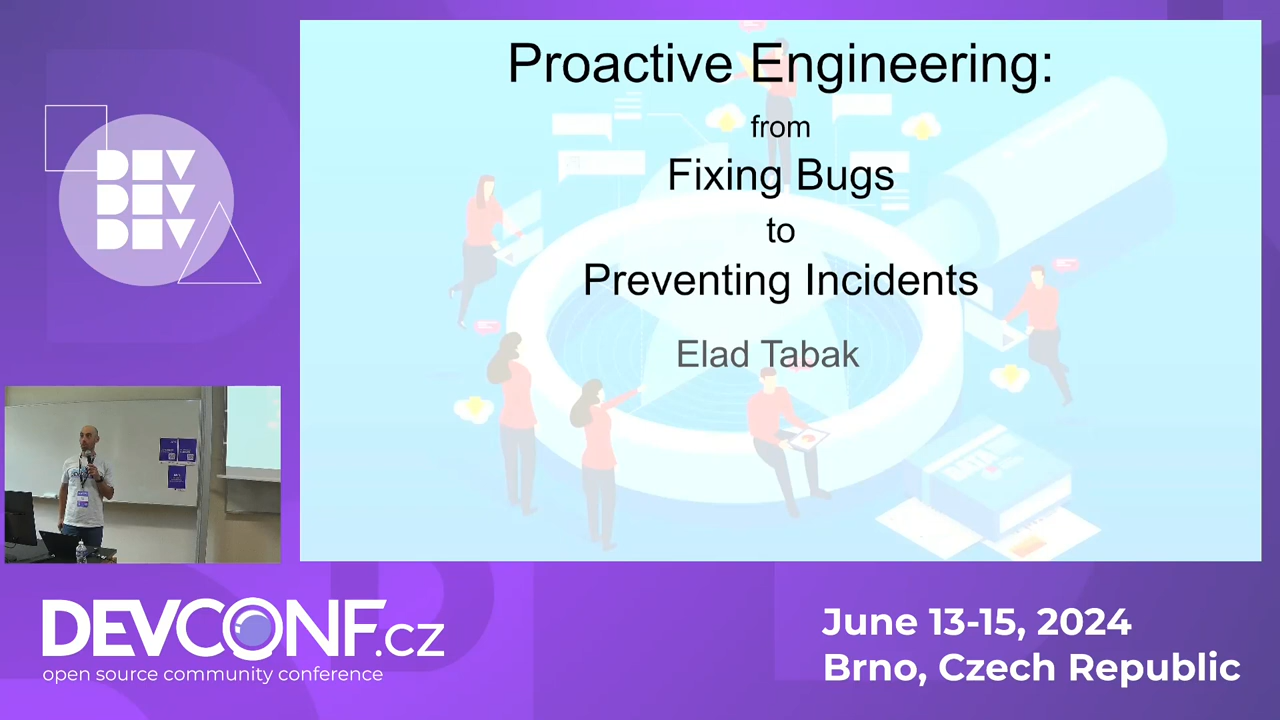 Proactive Engineering:
from
Fixing Bugs
to
Preventing Incidents
Elad Tabak
DEV
DEV
DEV
DEVCONF.cz
open source community conference
June 13-15, 2024
Brno, Czech Republic